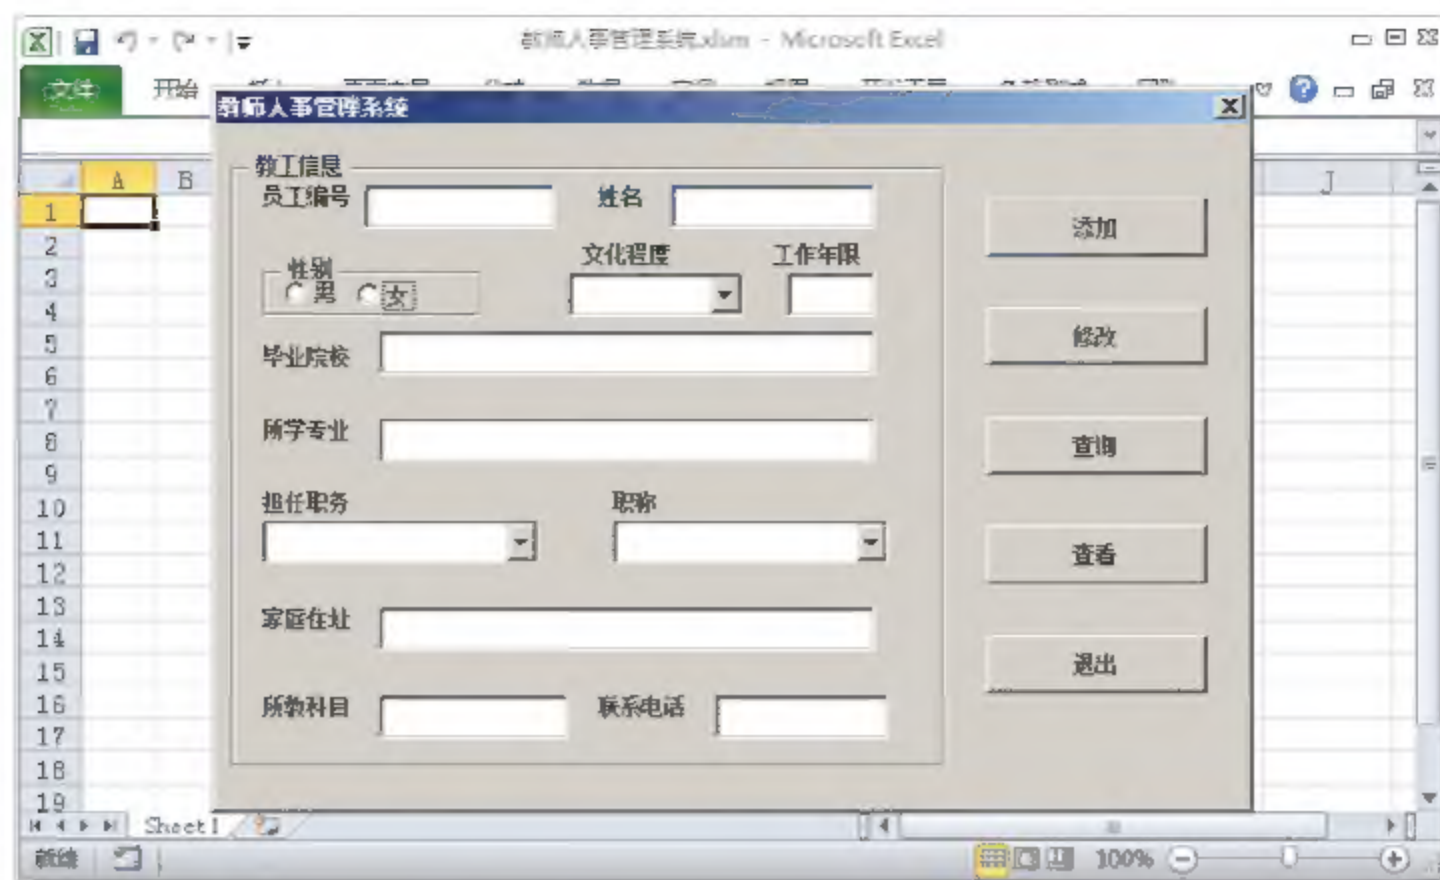 教师人事管理系统.xlsm - Microsoft Excel
文件 开始
教师人事管理系统
A B J
教工信息
员工编号 姓名
添加
性别 文化程度 工作年限
男 女
修改
毕业院校
所学专业
查询
担任职务 职称
查看
家庭住址
退出
所教科目 联系电话
1
2
3
4
5
6
7
8
9
10
11
12
13
14
15
16
17
18
19
Sheet1
就绪 100%